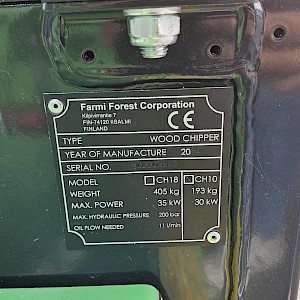 Farmi Forest Corporation
Kilpivirrantie 7
FIN-74120 IISALMI
FINLAND
CE
TYPE WOOD CHIPPER
YEAR OF MANUFACTURE 20
SERIAL NO.
MODEL CH18 CH10
WEIGHT 405 kg 193 kg
MAX. POWER 35 kW 30 kW
MAX. HYDRAULIC PRESSURE 200 bar
OIL FLOW NEEDED 11 l/min